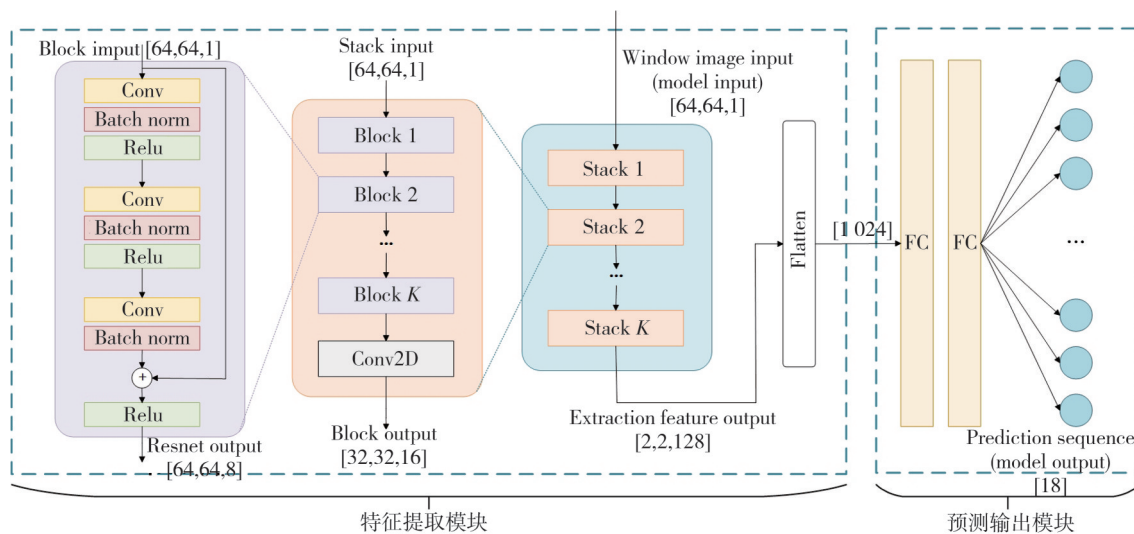 Block imput
[64,64,1]
Conv
Batch norm
Relu
Conv
Batch norm
Relu
Conv
Batch norm
+
Relu
Resnet output
[64,64,8]
Stack input
[64,64,1]
Block 1
Block 2
...
Block K
Conv2D
Block output
[32,32,16]
Window image input
(model input)
[64,64,1]
Stack 1
Stack 2
...
Stack K
Extraction feature output
[2,2,128]
Flatten
[1 024]
FC
FC
...
Prediction sequence
(model output)
[18]
特征提取模块
预测输出模块